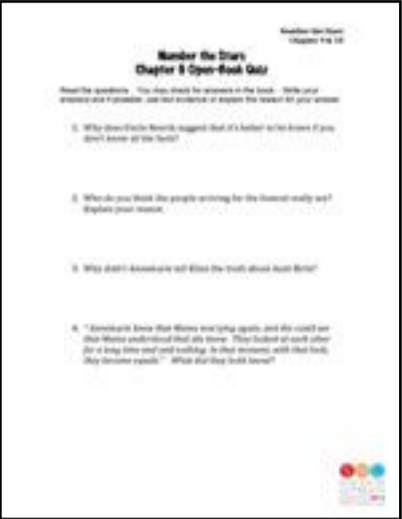 Number the Stars
Number the Stars
Chapter 9 Open-Book Quiz
Read the questions. You may check for answers in the book. Write your
answers and if possible, use text evidence or explain the reason for your answer.
1. Why does Uncle Henrik suggest that it's better to be brave if you
don't know all the facts?
2. Who do you think the people arriving for the funeral really are?
Explain your reason.
3. Why didn't Annemarie tell Ellen the truth about Aunt Birte?
4. "Annemarie knew that Mama was lying again, and she could see
that Mama understood that she knew. They looked at each other
for a long time and said nothing. In that moment, with that look,
they became equals." What did they both know?